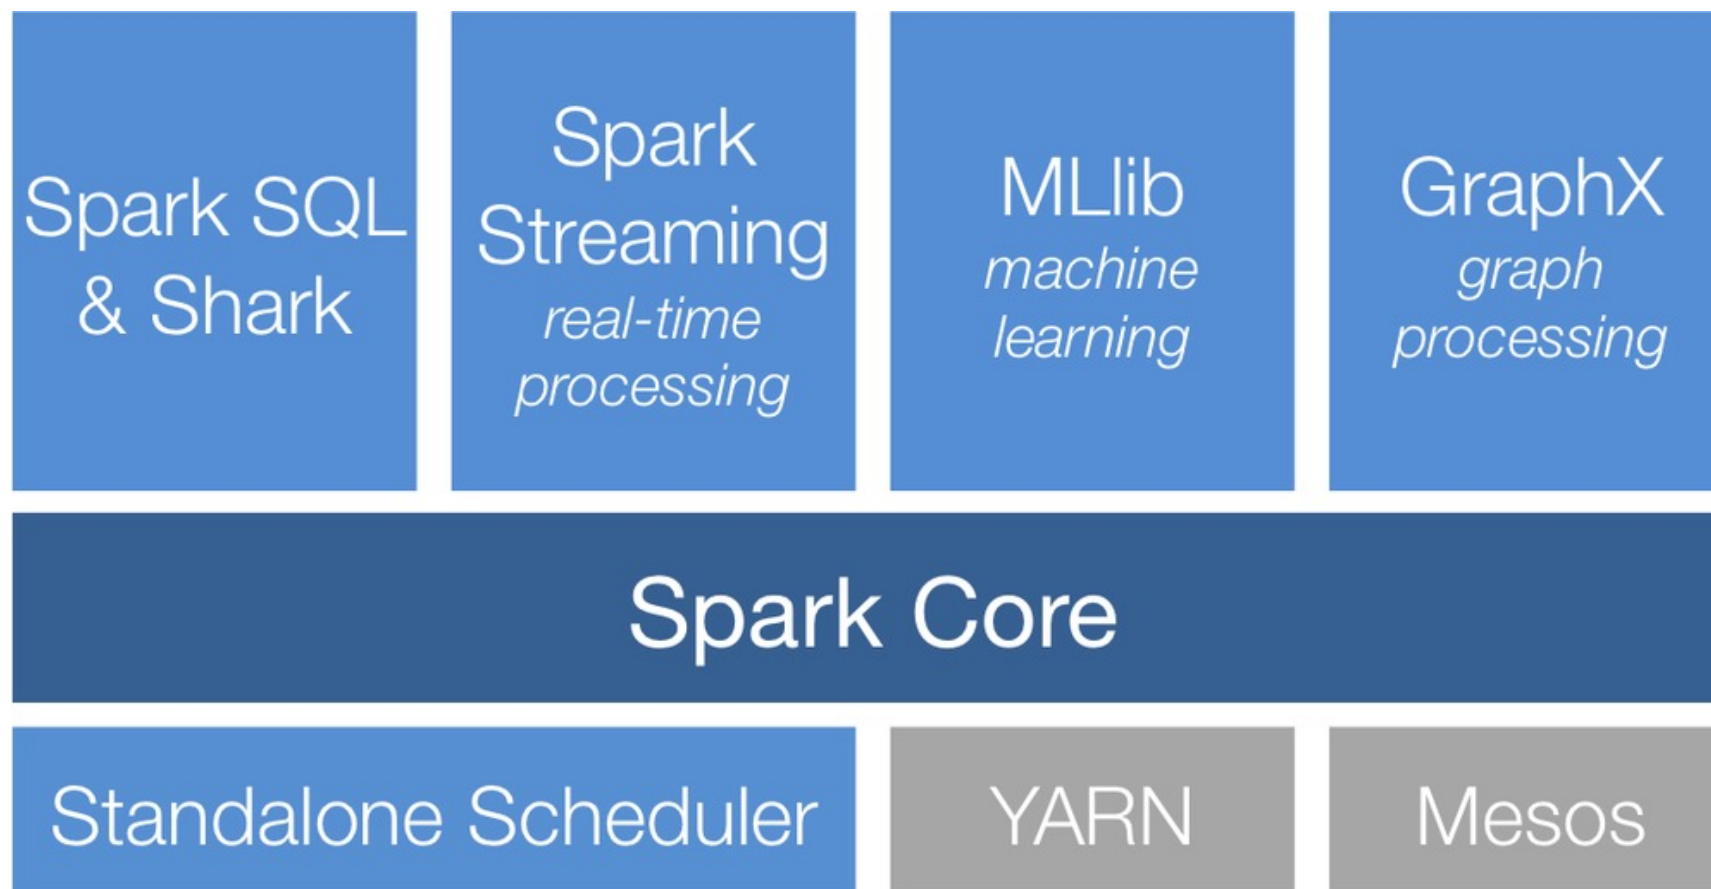 Spark SQL
& Shark
Spark
Streaming
real-time
processing
MLlib
machine
learning
GraphX
graph
processing
Spark Core
Standalone Scheduler
YARN
Mesos